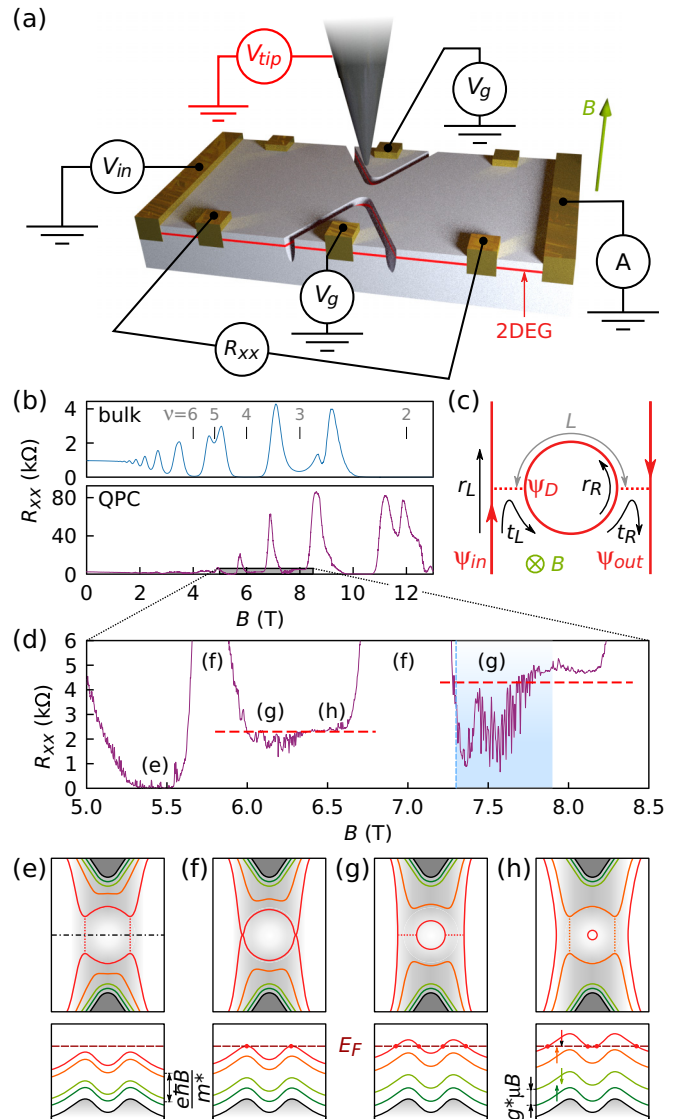 (a)
V_tip
V_g
B
V_in
A
V_g
2DEG
R_xx
(b)
bulk
ν=6 5 4 3 2
4
2
0
R_xx (kΩ)
QPC
80
40
0
0 2 4 6 8 10 12
B (T)
(c)
L
r_L
ψ_D
r_R
t_L
t_R
ψ_in
ψ_out
⊗ B
(d)
6
5
4
3
2
1
0
R_xx (kΩ)
(e)
(f)
(g)
(h)
(f)
(g)
5.0 5.5 6.0 6.5 7.0 7.5 8.0 8.5
B (T)
(e) (f) (g) (h)
E_F
eħB
m*
g*μB